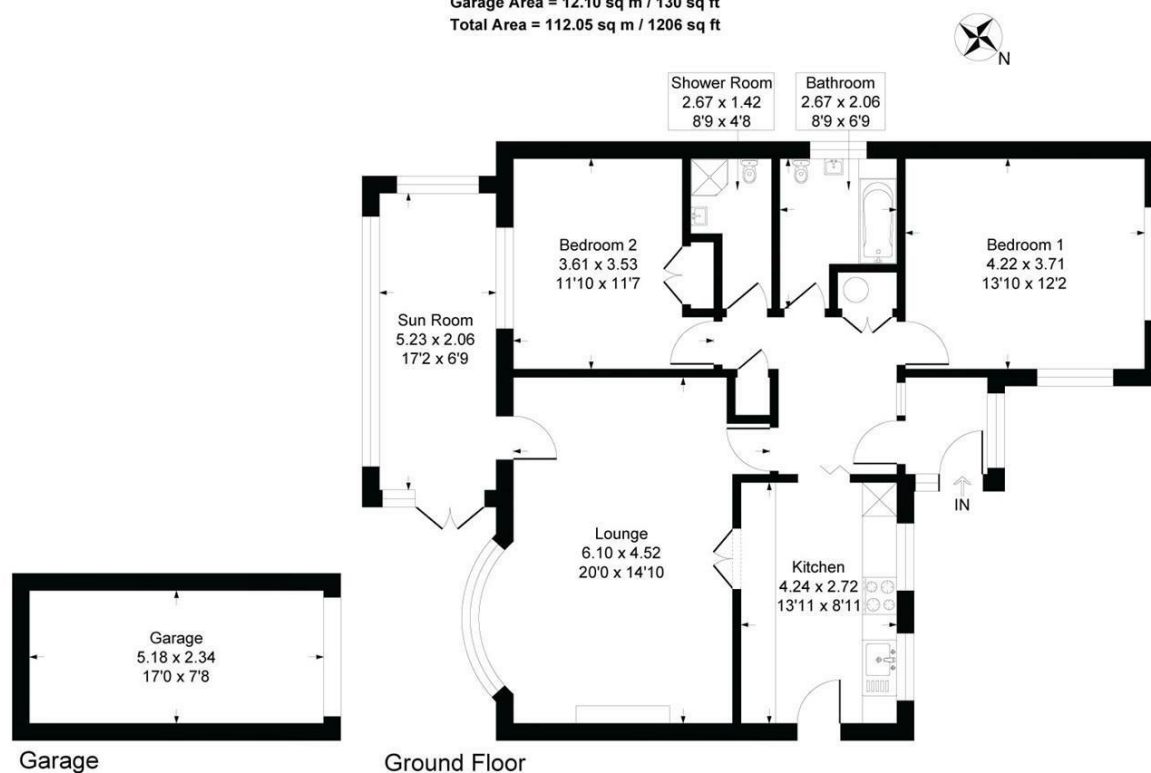 Garage Area = 12.10 sq m / 130 sq ft
Total Area = 112.05 sq m / 1206 sq ft
N
Shower Room
2.67 x 1.42
8'9 x 4'8
Bathroom
2.67 x 2.06
8'9 x 6'9
Bedroom 2
3.61 x 3.53
11'10 x 11'7
Bedroom 1
4.22 x 3.71
13'10 x 12'2
Sun Room
5.23 x 2.06
17'2 x 6'9
IN
Lounge
6.10 x 4.52
20'0 x 14'10
Kitchen
4.24 x 2.72
13'11 x 8'11
Garage
5.18 x 2.34
17'0 x 7'8
Garage
Ground Floor